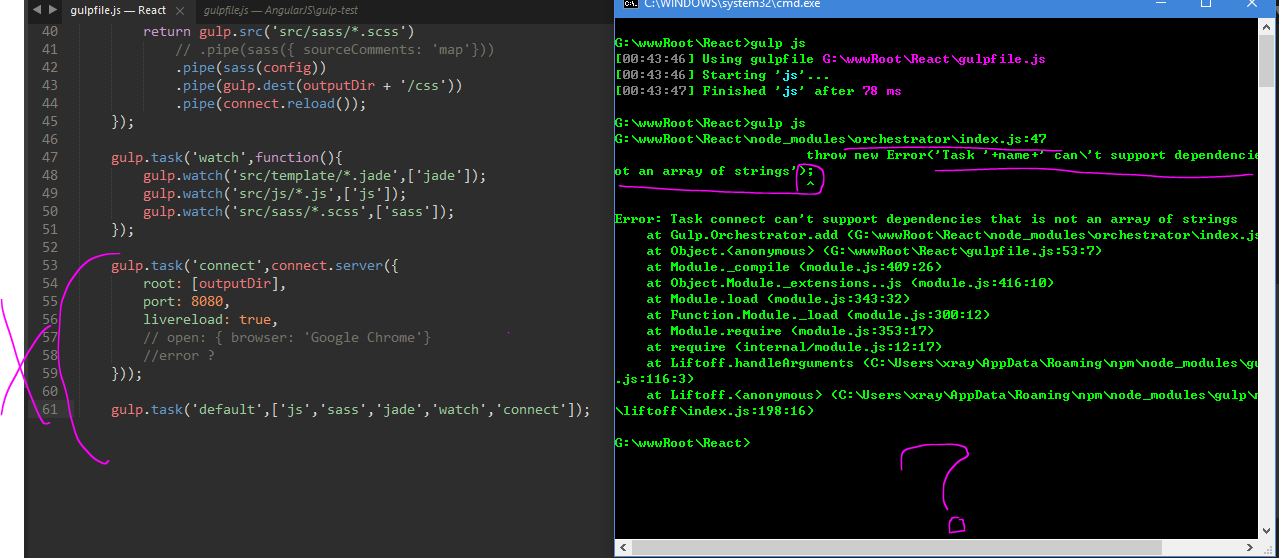 gulpfile.js — React
gulpfile.js — AngularJS\gulp-test
40 return gulp.src('src/sass/*.scss')
41 // .pipe(sass({ sourceComments: 'map'}))
42 .pipe(sass(config))
43 .pipe(gulp.dest(outputDir + '/css'))
44 .pipe(connect.reload());
45 });
46
47 gulp.task('watch',function(){
48 gulp.watch('src/template/*.jade',['jade']);
49 gulp.watch('src/js/*.js',['js']);
50 gulp.watch('src/sass/*.scss',['sass']);
51 });
52
53 gulp.task('connect',connect.server({
54 root: [outputDir],
55 port: 8080,
56 livereload: true,
57 // open: { browser: 'Google Chrome'}
58 //error ?
59 }));
60
61 gulp.task('default',['js','sass','jade','watch','connect']);
C:\WINDOWS\system32\cmd.exe
G:\wwwRoot\React>gulp js
[00:43:46] Using gulpfile G:\wwwRoot\React\gulpfile.js
[00:43:46] Starting 'js'...
[00:43:47] Finished 'js' after 78 ms
G:\wwwRoot\React>gulp js
G:\wwwRoot\React\node_modules\orchestrator\index.js:47
throw new Error('Task '+name+' can\'t support dependencie
ot an array of strings');
^
Error: Task connect can't support dependencies that is not an array of strings
at Gulp.Orchestrator.add (G:\wwwRoot\React\node_modules\orchestrator\index.js
at Object.<anonymous> (G:\wwwRoot\React\gulpfile.js:53:7)
at Module._compile (module.js:409:26)
at Object.Module._extensions..js (module.js:416:10)
at Module.load (module.js:343:32)
at Function.Module._load (module.js:300:12)
at Module.require (module.js:353:17)
at require (internal/module.js:12:17)
at Liftoff.handleArguments (C:\Users\xray\AppData\Roaming\npm\node_modules\gu
.js:116:3)
at Liftoff.<anonymous> (C:\Users\xray\AppData\Roaming\npm\node_modules\gulp\n
\liftoff\index.js:198:16)
G:\wwwRoot\React>
?